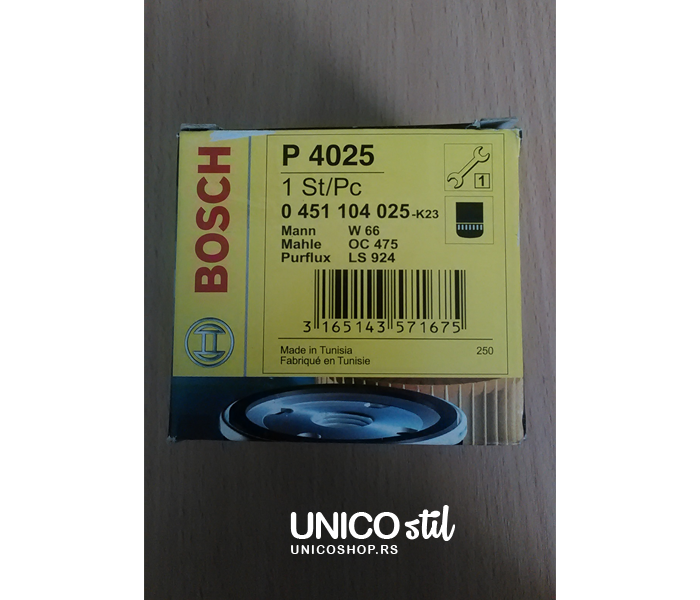 BOSCH
P 4025
1 St/Pc
0 451 104 025-K23
Mann W 66
Mahle OC 475
Purflux LS 924
1
3 165143 571675
Made in Tunisia
Fabriqué en Tunisie
250
UNICO stil
UNICOSHOP.RS